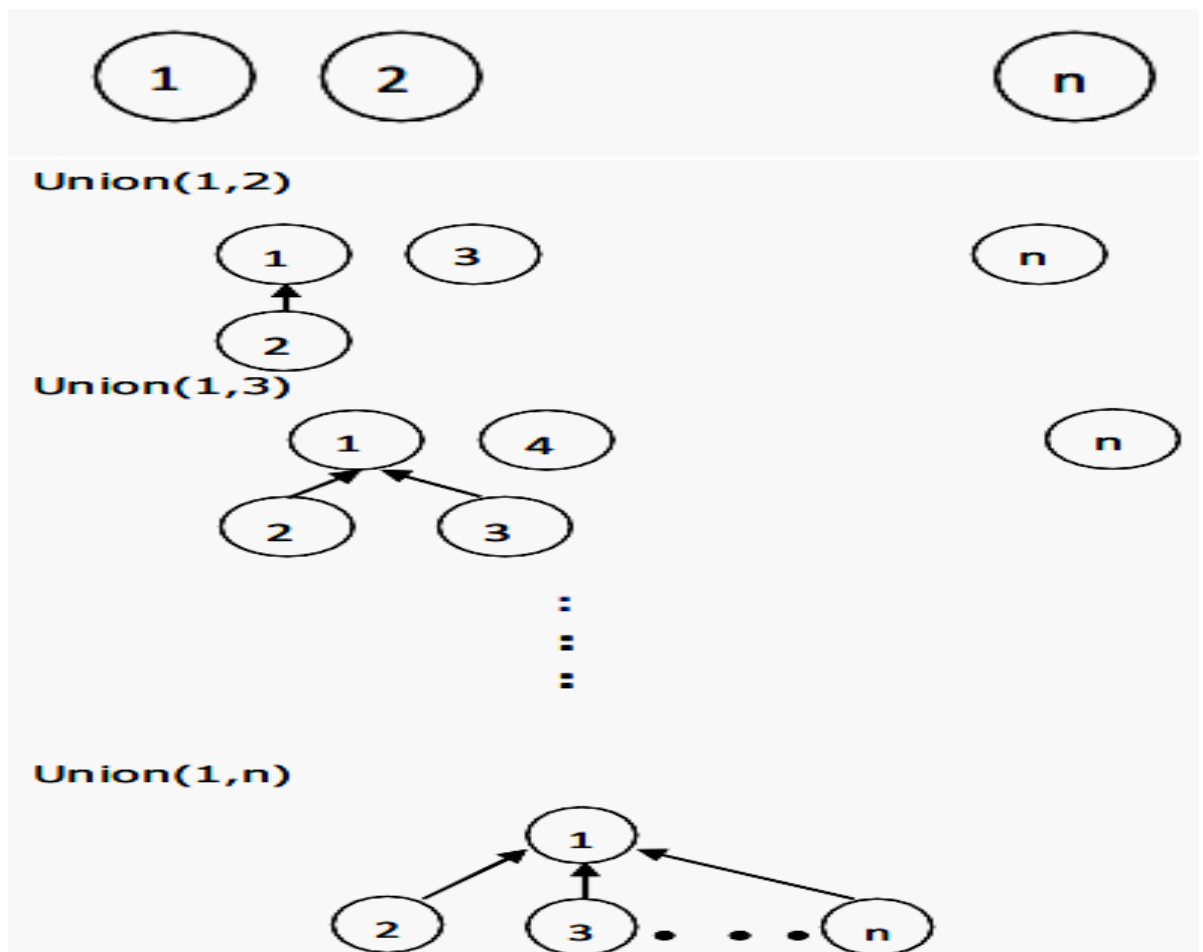 1 2 n
Union(1,2)
1 3 n
2
Union(1,3)
1 4 n
2 3
Union(1,n)
1
2 3 n